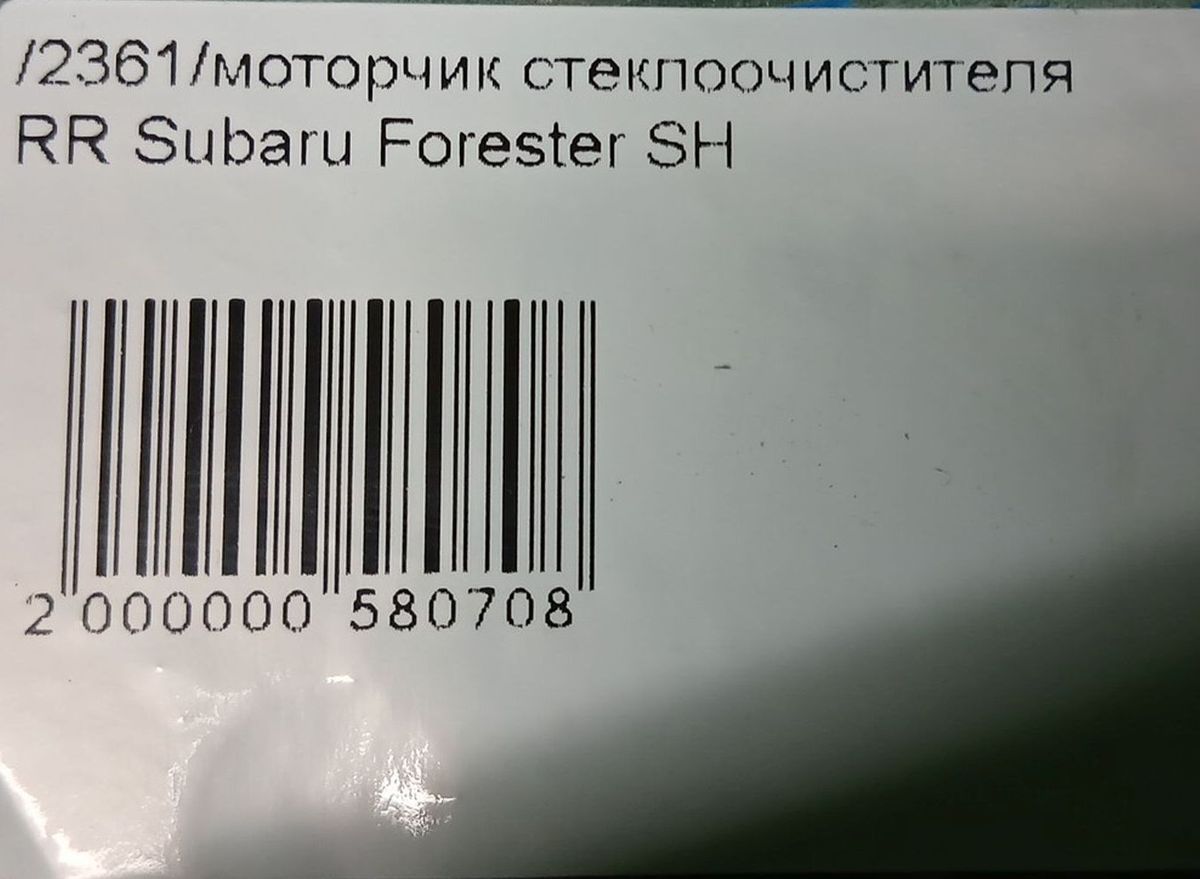 /2361/моторчик стеклоочистителя
RR Subaru Forester SH
2 000000 580708